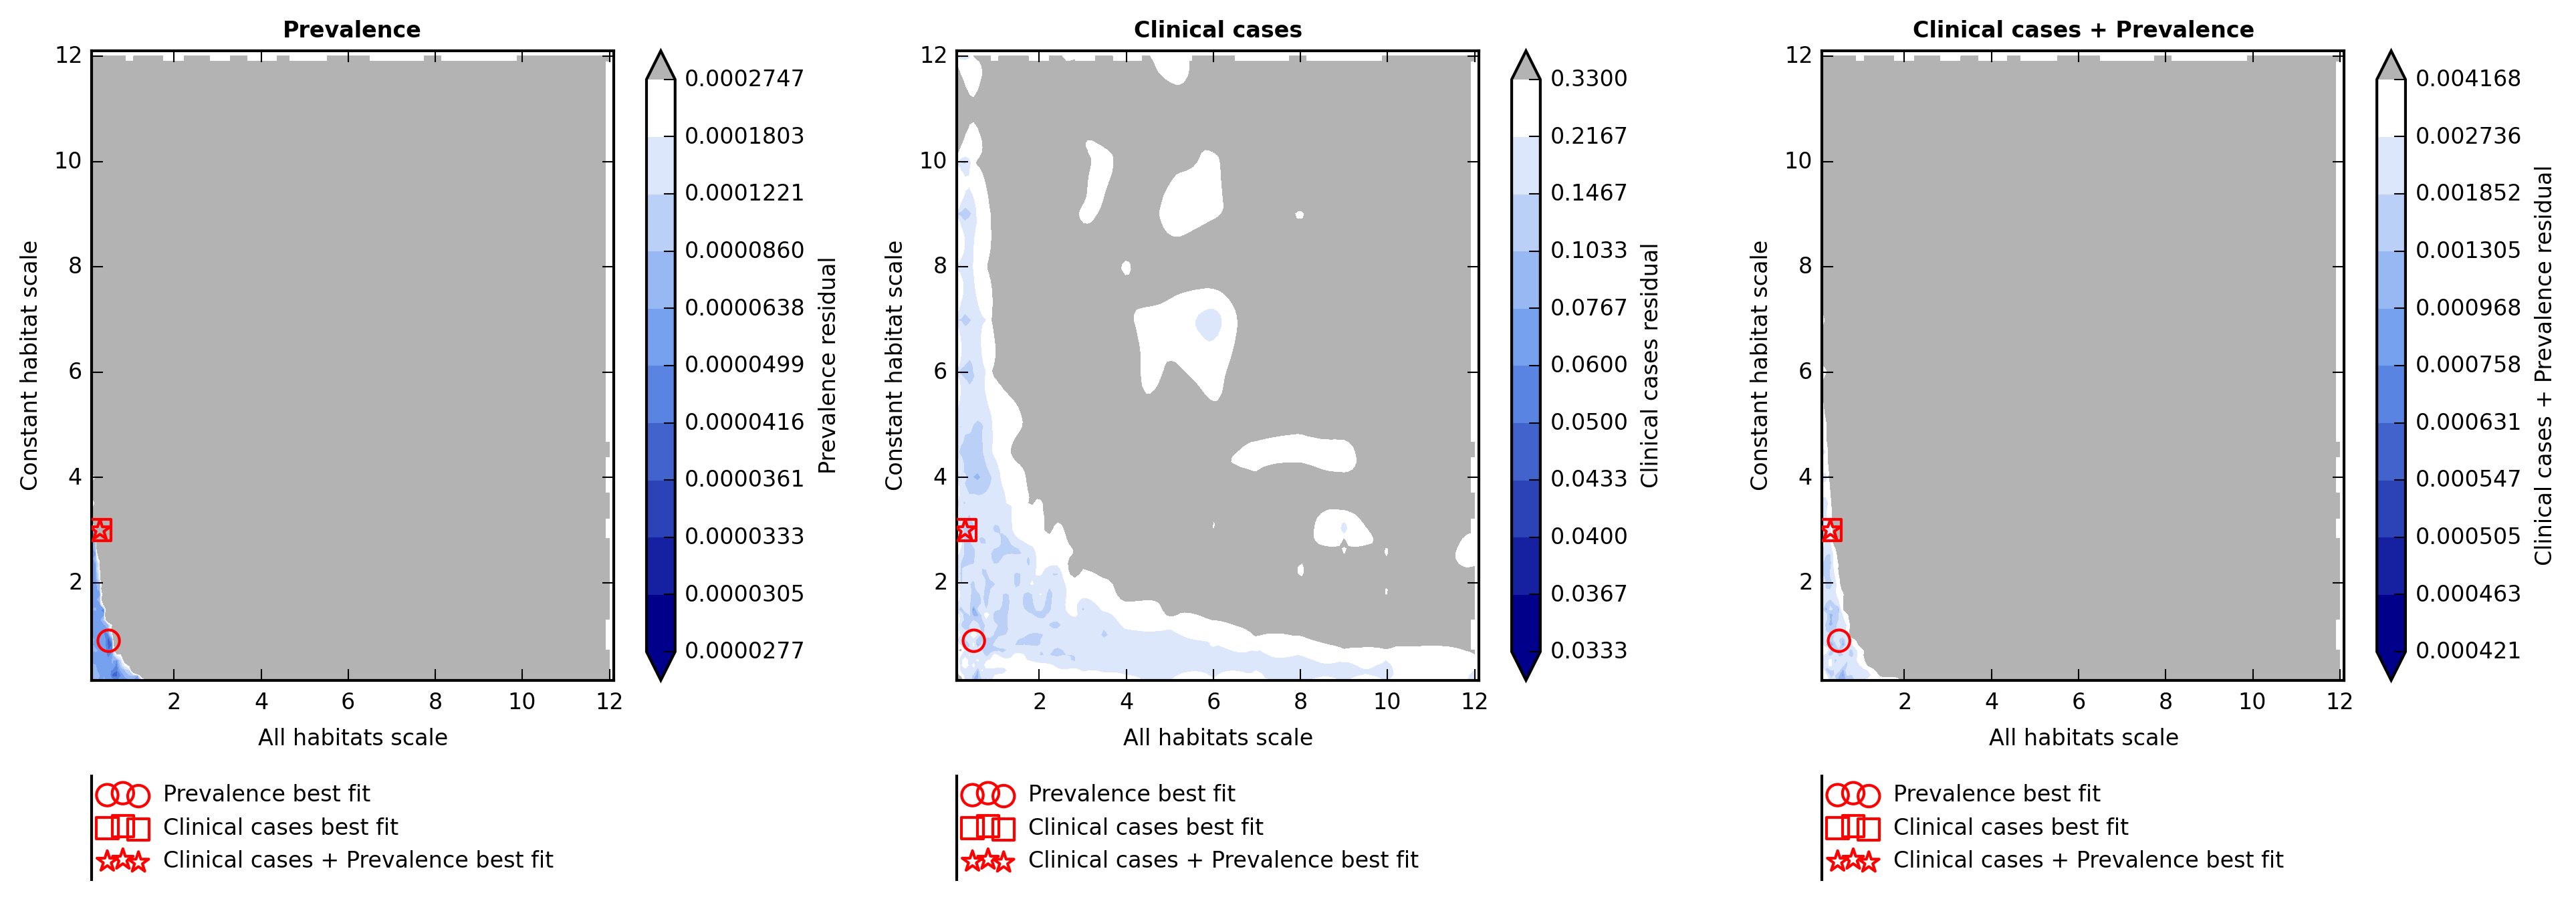 Prevalence
12
10
8
6
4
2
Constant habitat scale
2 4 6 8 10 12
All habitats scale
0.0002747
0.0001803
0.0001221
0.0000860
0.0000638
0.0000499
0.0000416
0.0000361
0.0000333
0.0000305
0.0000277
Prevalence residual
Prevalence best fit
Clinical cases best fit
Clinical cases + Prevalence best fit
Clinical cases
12
10
8
6
4
2
Constant habitat scale
2 4 6 8 10 12
All habitats scale
0.3300
0.2167
0.1467
0.1033
0.0767
0.0600
0.0500
0.0433
0.0400
0.0367
0.0333
Clinical cases residual
Prevalence best fit
Clinical cases best fit
Clinical cases + Prevalence best fit
Clinical cases + Prevalence
12
10
8
6
4
2
Constant habitat scale
2 4 6 8 10 12
All habitats scale
0.004168
0.002736
0.001852
0.001305
0.000968
0.000758
0.000631
0.000547
0.000505
0.000463
0.000421
Clinical cases + Prevalence residual
Prevalence best fit
Clinical cases best fit
Clinical cases + Prevalence best fit